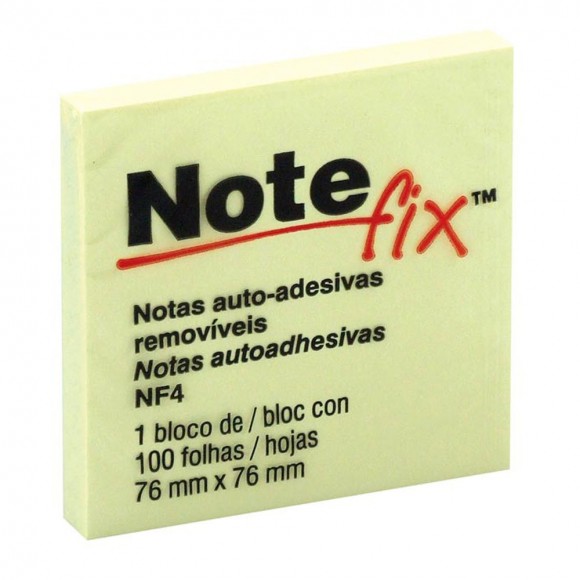 Note fix™
Notas auto-adesivas
removíveis
Notas autoadhesivas
NF4
1 bloco de / bloc con
100 folhas / hojas
76 mm x 76 mm